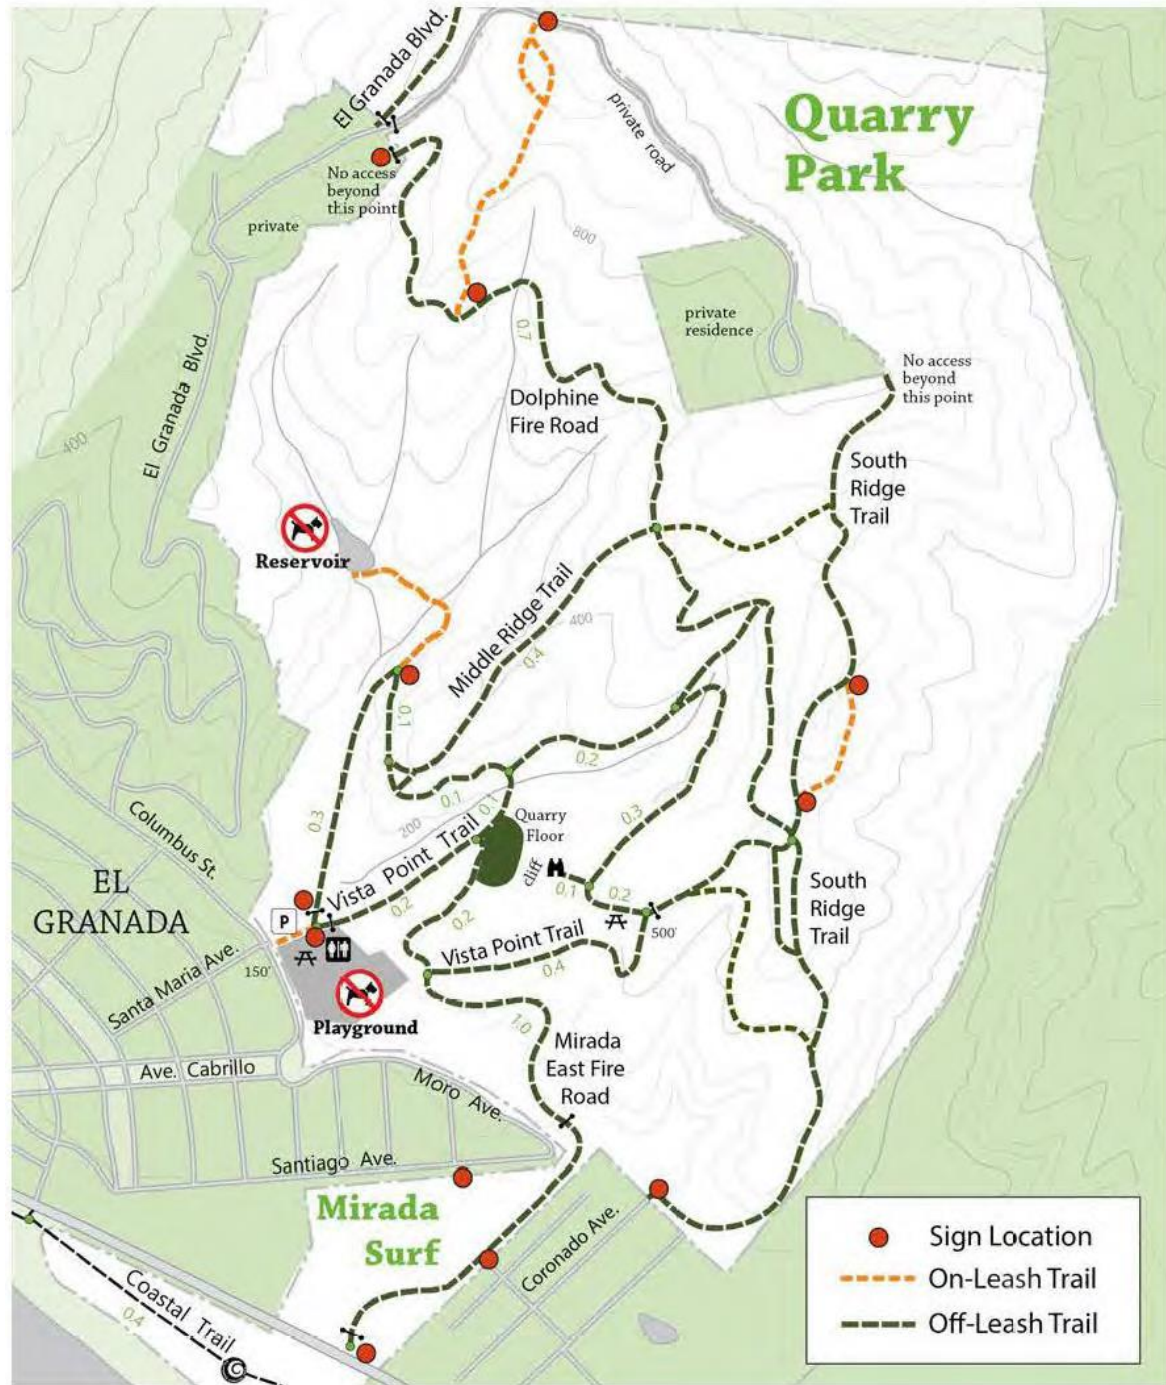 El Granada Blvd.
Quarry
Park
private road
No access
beyond
this point
private
800
private
residence
0.7
No access
beyond
this point
Dolphine
Fire Road
El Granada Blvd.
400
South
Ridge
Trail
Reservoir
Middle Ridge Trail
400
0.4
0.1
0.2
0.1
0.1
Quarry
Floor
0.3
0.3
200
Columbus St.
Vista Point Trail
cliff
EL
GRANADA
0.2
0.1
0.2
South
Ridge
Trail
P
0.2
500'
Vista Point Trail
Santa Maria Ave.
150'
0.4
Playground
1.0
Mirada
East Fire
Road
Ave. Cabrillo
Moro Ave.
Santiago Ave.
Mirada
Surf
Coronado Ave.
Coastal Trail
0.4
Sign Location
On-Leash Trail
Off-Leash Trail